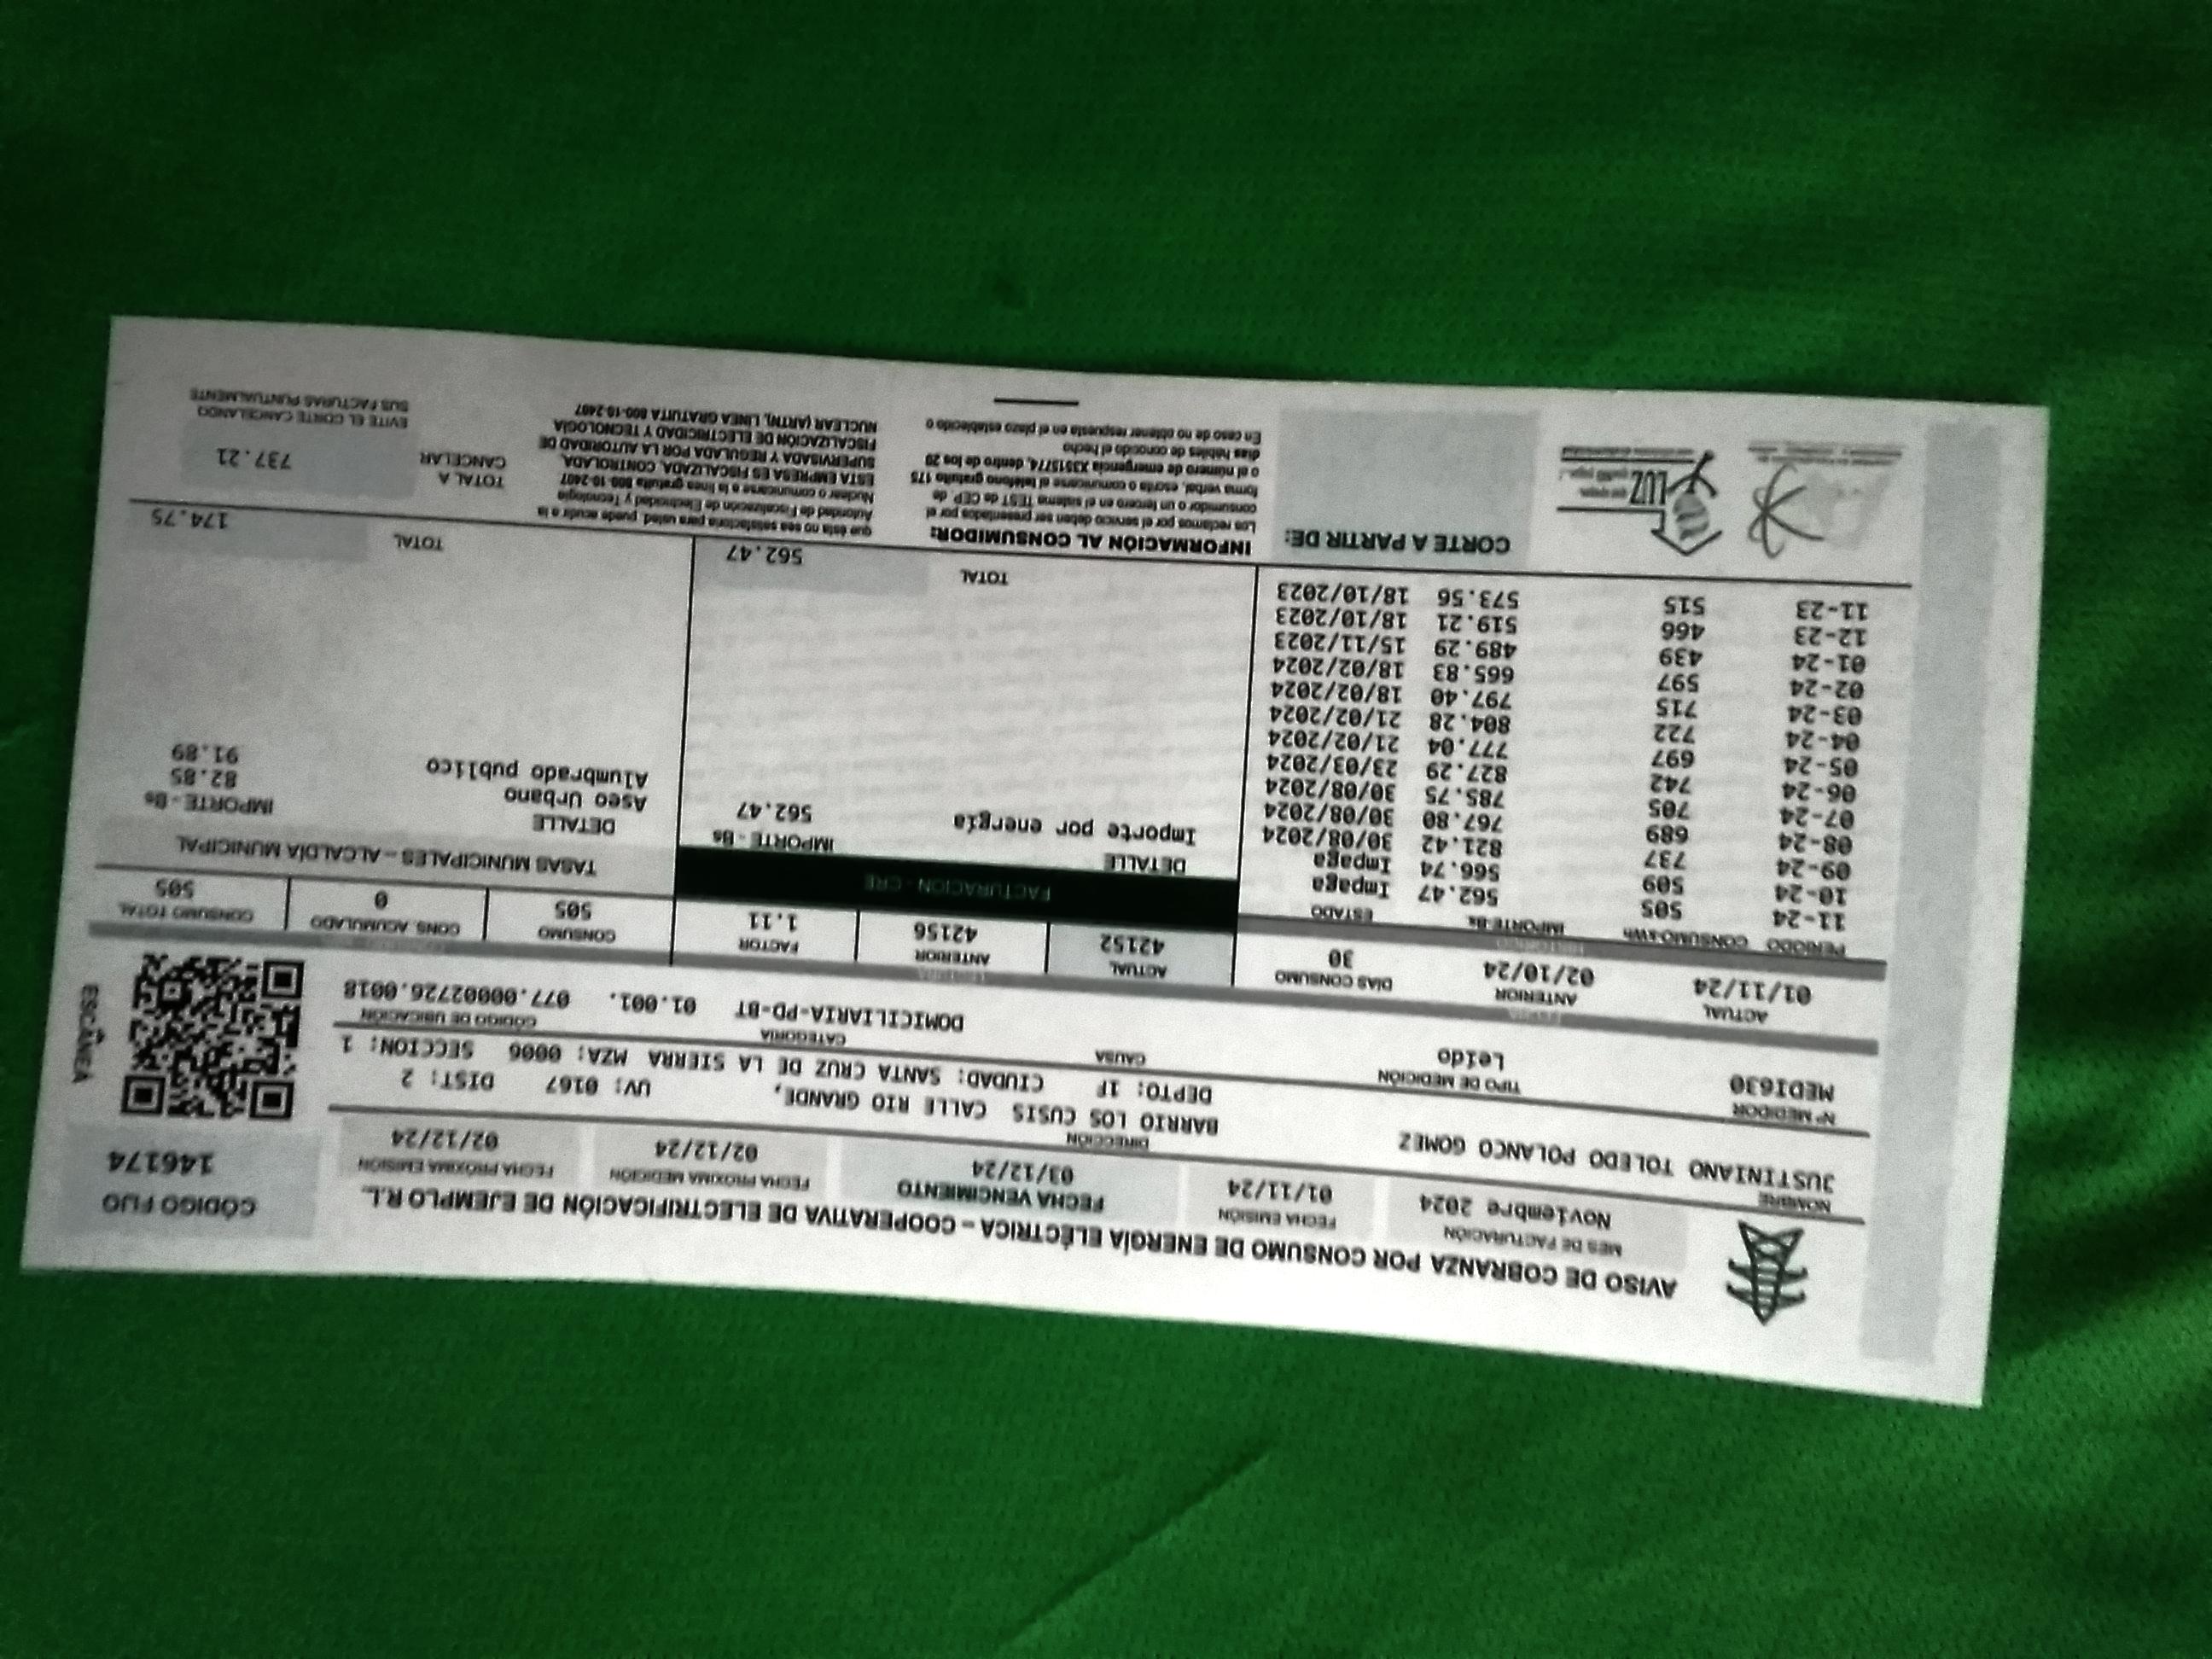 AVISO DE COBRANZA POR CONSUMO DE ENERGÍA ELÉCTRICA – COOPERATIVA DE ELECTRIFICACIÓN DE EJEMPLO R.L.
CÓDIGO FIJO
146174
MES DE FACTURACIÓN
Noviembre 2024
FECHA EMISIÓN
01/11/24
FECHA VENCIMIENTO
03/12/24
FECHA PRÓXIMA MEDICIÓN
02/12/24
FECHA PRÓXIMA EMISIÓN
02/12/24
NOMBRE
JUSTINIANO TOLEDO POLANCO GOMEZ
DIRECCIÓN
BARRIO LOS CUSIS CALLE RIO GRANDE, UV: 0167 DIST: 2
DEPTO: 1F CIUDAD: SANTA CRUZ DE LA SIERRA MZA: 0006 SECCION: 1
ESCÁNEA
Nº MEDIDOR
MEDI630
TIPO DE MEDICIÓN
Leído
CAUSA
CATEGORÍA
DOMICILIARIA-PD-BT
CÓDIGO DE UBICACIÓN
01.001. 077.00002726.0018
FECHA
ACTUAL
01/11/24
ANTERIOR
02/10/24
DÍAS CONSUMO
30
LECTURA
ACTUAL
42152
ANTERIOR
42156
FACTOR
1.11
CONSUMO
505
CONS. ACUMULADO
0
CONSUMO TOTAL
505
PERIODO CONSUMO-kWh IMPORTE-Bs ESTADO
11-24 505 562.47 Impaga
10-24 509 566.74 Impaga
09-24 737 821.42 30/08/2024
08-24 689 767.80 30/08/2024
07-24 705 785.75 30/08/2024
06-24 742 827.29 23/03/2024
05-24 697 777.04 21/02/2024
04-24 722 804.28 21/02/2024
03-24 715 797.40 18/02/2024
02-24 597 665.83 18/02/2024
01-24 439 489.29 15/11/2023
12-23 466 519.21 18/10/2023
11-23 515 573.56 18/10/2023
FACTURACION - CRE
DETALLE IMPORTE - Bs
Importe por energía 562.47
TOTAL 562.47
TASAS MUNICIPALES – ALCALDÍA MUNICIPAL
DETALLE IMPORTE - Bs
Aseo Urbano 82.85
Alumbrado publico 91.89
TOTAL 174.75
LUZ
CORTE A PARTIR DE:
INFORMACIÓN AL CONSUMIDOR:
Los reclamos por el servicio deben ser presentados por el
consumidor o un tercero en el sistema TEST de CEP, de
forma verbal, escrita o comunicarse al teléfono gratuito 175
o al número de emergencia X3515774, dentro de los 20
días hábiles de conocido el hecho
En caso de no obtener respuesta en el plazo establecido o
que ésta no sea satisfactoria para usted, puede acudir a la
Autoridad de Fiscalización de Electricidad y Tecnología
Nuclear o comunicarse a la línea gratuita 800-10-2407
ESTA EMPRESA ES FISCALIZADA, CONTROLADA,
SUPERVISADA Y REGULADA POR LA AUTORIDAD DE
FISCALIZACIÓN DE ELECTRICIDAD Y TECNOLOGÍA
NUCLEAR (ARTN), LÍNEA GRATUITA 800-10-2407
TOTAL A
CANCELAR
737.21
EVITE EL CORTE CANCELANDO
SUS FACTURAS PUNTUALMENTE